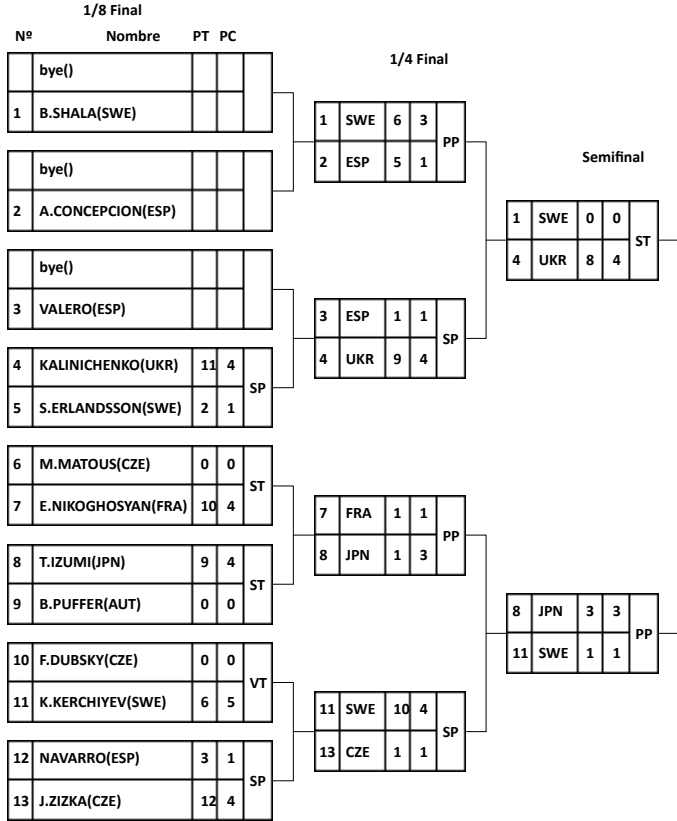 1/8 Final
Nº Nombre PT PC
bye()
1 B.SHALA(SWE)
bye()
2 A.CONCEPCION(ESP)
bye()
3 VALERO(ESP)
4 KALINICHENKO(UKR) 11 4
SP
5 S.ERLANDSSON(SWE) 2 1
6 M.MATOUS(CZE) 0 0
ST
7 E.NIKOGHOSYAN(FRA) 10 4
8 T.IZUMI(JPN) 9 4
ST
9 B.PUFFER(AUT) 0 0
10 F.DUBSKY(CZE) 0 0
VT
11 K.KERCHIYEV(SWE) 6 5
12 NAVARRO(ESP) 3 1
SP
13 J.ZIZKA(CZE) 12 4
1/4 Final
1 SWE 6 3
PP
2 ESP 5 1
3 ESP 1 1
SP
4 UKR 9 4
7 FRA 1 1
PP
8 JPN 1 3
11 SWE 10 4
SP
13 CZE 1 1
Semifinal
1 SWE 0 0
ST
4 UKR 8 4
8 JPN 3 3
PP
11 SWE 1 1